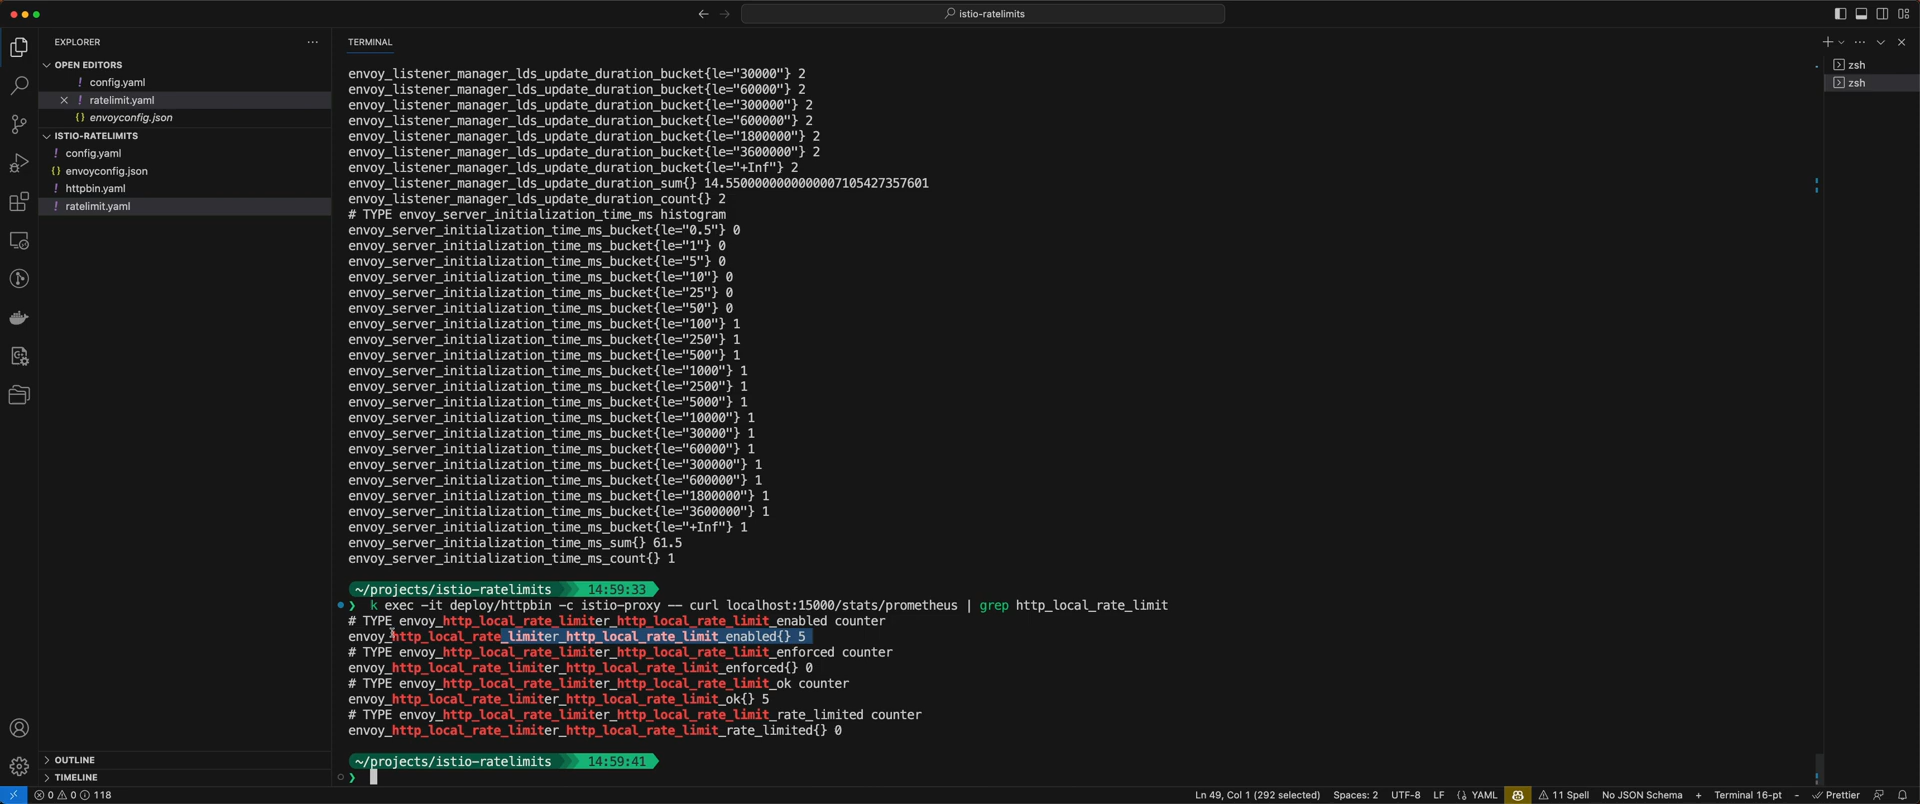 istio-ratelimits
EXPLORER
OPEN EDITORS
config.yaml
ratelimit.yaml
envoyconfig.json
ISTIO-RATELIMITS
config.yaml
envoyconfig.json
httpbin.yaml
ratelimit.yaml
OUTLINE
TIMELINE
TERMINAL
zsh
zsh
envoy_listener_manager_lds_update_duration_bucket{le="30000"} 2
envoy_listener_manager_lds_update_duration_bucket{le="60000"} 2
envoy_listener_manager_lds_update_duration_bucket{le="300000"} 2
envoy_listener_manager_lds_update_duration_bucket{le="600000"} 2
envoy_listener_manager_lds_update_duration_bucket{le="1800000"} 2
envoy_listener_manager_lds_update_duration_bucket{le="3600000"} 2
envoy_listener_manager_lds_update_duration_bucket{le="+Inf"} 2
envoy_listener_manager_lds_update_duration_sum{} 14.5500000000000007105427357601
envoy_listener_manager_lds_update_duration_count{} 2
# TYPE envoy_server_initialization_time_ms histogram
envoy_server_initialization_time_ms_bucket{le="0.5"} 0
envoy_server_initialization_time_ms_bucket{le="1"} 0
envoy_server_initialization_time_ms_bucket{le="5"} 0
envoy_server_initialization_time_ms_bucket{le="10"} 0
envoy_server_initialization_time_ms_bucket{le="25"} 0
envoy_server_initialization_time_ms_bucket{le="50"} 0
envoy_server_initialization_time_ms_bucket{le="100"} 1
envoy_server_initialization_time_ms_bucket{le="250"} 1
envoy_server_initialization_time_ms_bucket{le="500"} 1
envoy_server_initialization_time_ms_bucket{le="1000"} 1
envoy_server_initialization_time_ms_bucket{le="2500"} 1
envoy_server_initialization_time_ms_bucket{le="5000"} 1
envoy_server_initialization_time_ms_bucket{le="10000"} 1
envoy_server_initialization_time_ms_bucket{le="30000"} 1
envoy_server_initialization_time_ms_bucket{le="60000"} 1
envoy_server_initialization_time_ms_bucket{le="300000"} 1
envoy_server_initialization_time_ms_bucket{le="600000"} 1
envoy_server_initialization_time_ms_bucket{le="1800000"} 1
envoy_server_initialization_time_ms_bucket{le="3600000"} 1
envoy_server_initialization_time_ms_bucket{le="+Inf"} 1
envoy_server_initialization_time_ms_sum{} 61.5
envoy_server_initialization_time_ms_count{} 1
~/projects/istio-ratelimits 14:59:33
❯ k exec -it deploy/httpbin -c istio-proxy -- curl localhost:15000/stats/prometheus | grep http_local_rate_limit
# TYPE envoy_http_local_rate_limiter_http_local_rate_limit_enabled counter
envoy_http_local_rate_limiter_http_local_rate_limit_enabled{} 5
# TYPE envoy_http_local_rate_limiter_http_local_rate_limit_enforced counter
envoy_http_local_rate_limiter_http_local_rate_limit_enforced{} 0
# TYPE envoy_http_local_rate_limiter_http_local_rate_limit_ok counter
envoy_http_local_rate_limiter_http_local_rate_limit_ok{} 5
# TYPE envoy_http_local_rate_limiter_http_local_rate_limit_rate_limited counter
envoy_http_local_rate_limiter_http_local_rate_limit_rate_limited{} 0
~/projects/istio-ratelimits 14:59:41
❯
0 0 118 Ln 49, Col 1 (292 selected) Spaces: 2 UTF-8 LF YAML 11 Spell No JSON Schema + Terminal 16-pt - Prettier